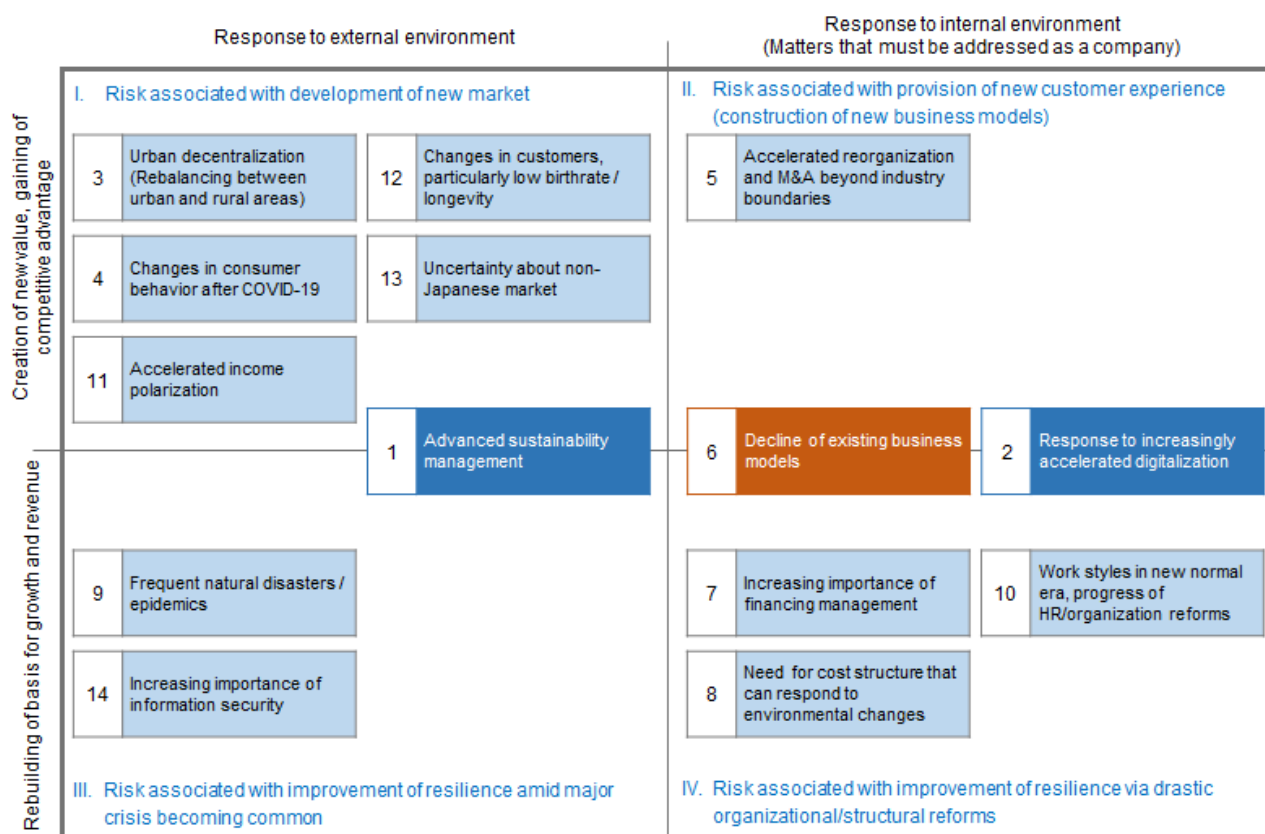 Response to external environment
Response to internal environment
(Matters that must be addressed as a company)
Creation of new value, gaining of
competitive advantage
I. Risk associated with development of new market
II. Risk associated with provision of new customer experience
(construction of new business models)
3
Urban decentralization
(Rebalancing between
urban and rural areas)
12
Changes in customers,
particularly low birthrate /
longevity
5
Accelerated reorganization
and M&A beyond industry
boundaries
4
Changes in consumer
behavior after COVID-19
13
Uncertainty about non-
Japanese market
11
Accelerated income
polarization
1
Advanced sustainability
management
6
Decline of existing business
models
2
Response to increasingly
accelerated digitalization
Rebuilding of basis for growth and revenue
9
Frequent natural disasters /
epidemics
7
Increasing importance of
financing management
10
Work styles in new normal
era, progress of
HR/organization reforms
14
Increasing importance of
information security
8
Need for cost structure that
can respond to
environmental changes
III. Risk associated with improvement of resilience amid major
crisis becoming common
IV. Risk associated with improvement of resilience via drastic
organizational/structural reforms